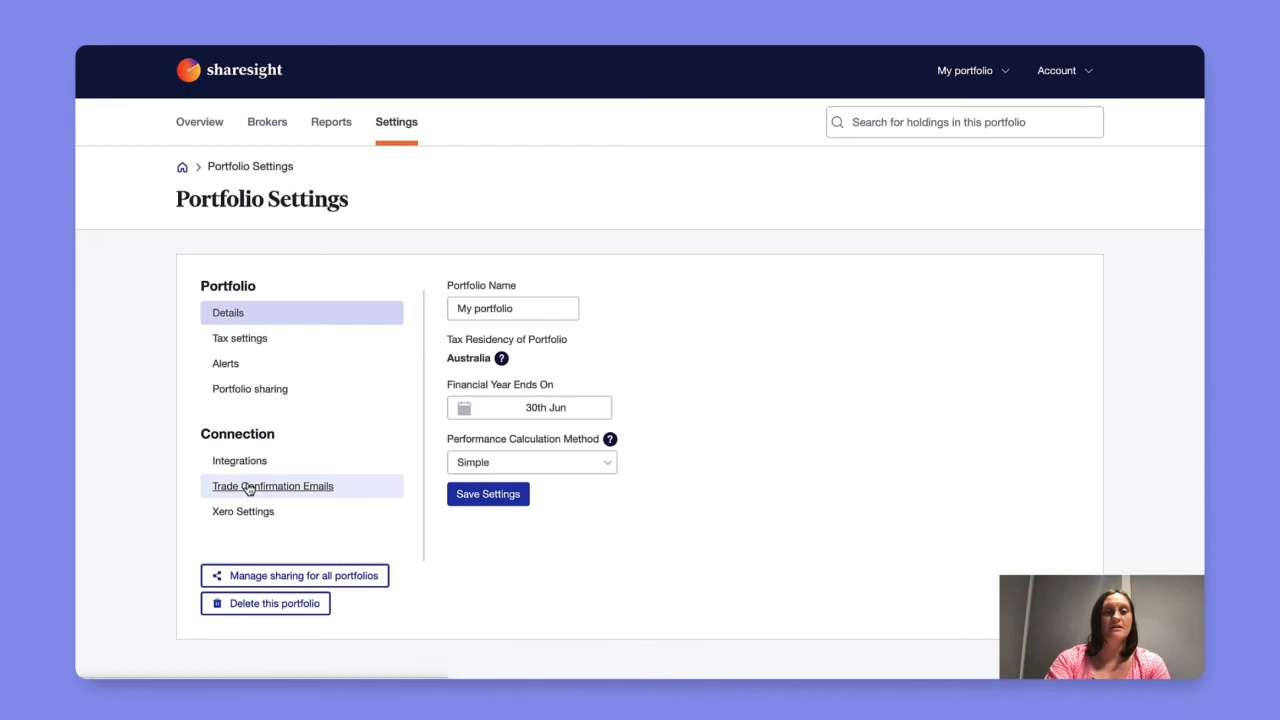 sharesight
My portfolio
Account
Overview
Brokers
Reports
Settings
Search for holdings in this portfolio
Portfolio Settings
Portfolio Settings
Portfolio
Details
Tax settings
Alerts
Portfolio sharing
Connection
Integrations
Trade Confirmation Emails
Xero Settings
Manage sharing for all portfolios
Delete this portfolio
Portfolio Name
My portfolio
Tax Residency of Portfolio
Australia ?
Financial Year Ends On
30th Jun
Performance Calculation Method ?
Simple
Save Settings